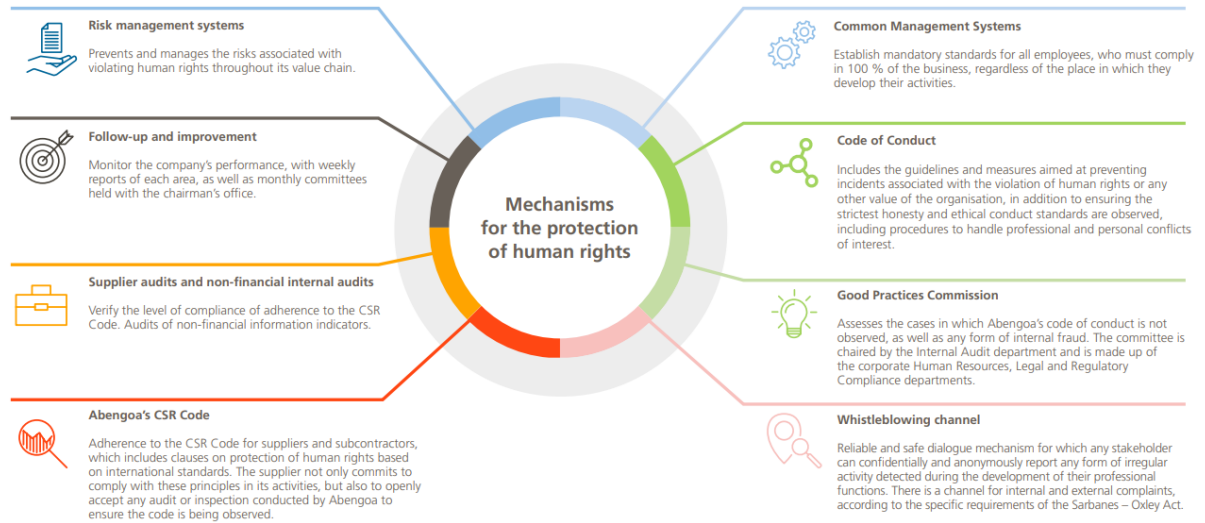 Risk management systems
Prevents and manages the risks associated with
violating human rights throughout its value chain.
Follow-up and improvement
Monitor the company's performance, with weekly
reports of each area, as well as monthly committees
held with the chairman's office.
Supplier audits and non-financial internal audits
Verify the level of compliance of adherence to the CSR
Code. Audits of non-financial information indicators.
Abengoa's CSR Code
Adherence to the CSR Code for suppliers and subcontractors,
which includes clauses on protection of human rights based
on international standards. The supplier not only commits to
comply with these principles in its activities, but also to openly
accept any audit or inspection conducted by Abengoa to
ensure the code is being observed.
Mechanisms
for the protection
of human rights
Common Management Systems
Establish mandatory standards for all employees, who must comply
in 100 % of the business, regardless of the place in which they
develop their activities.
Code of Conduct
Includes the guidelines and measures aimed at preventing
incidents associated with the violation of human rights or any
other value of the organisation, in addition to ensuring the
strictest honesty and ethical conduct standards are observed,
including procedures to handle professional and personal conflicts
of interest.
Good Practices Commission
Assesses the cases in which Abengoa's code of conduct is not
observed, as well as any form of internal fraud. The committee is
chaired by the Internal Audit department and is made up of
the corporate Human Resources, Legal and Regulatory
Compliance departments.
Whistleblowing channel
Reliable and safe dialogue mechanism for which any stakeholder
can confidentially and anonymously report any form of irregular
activity detected during the development of their professional
functions. There is a channel for internal and external complaints,
according to the specific requirements of the Sarbanes – Oxley Act.